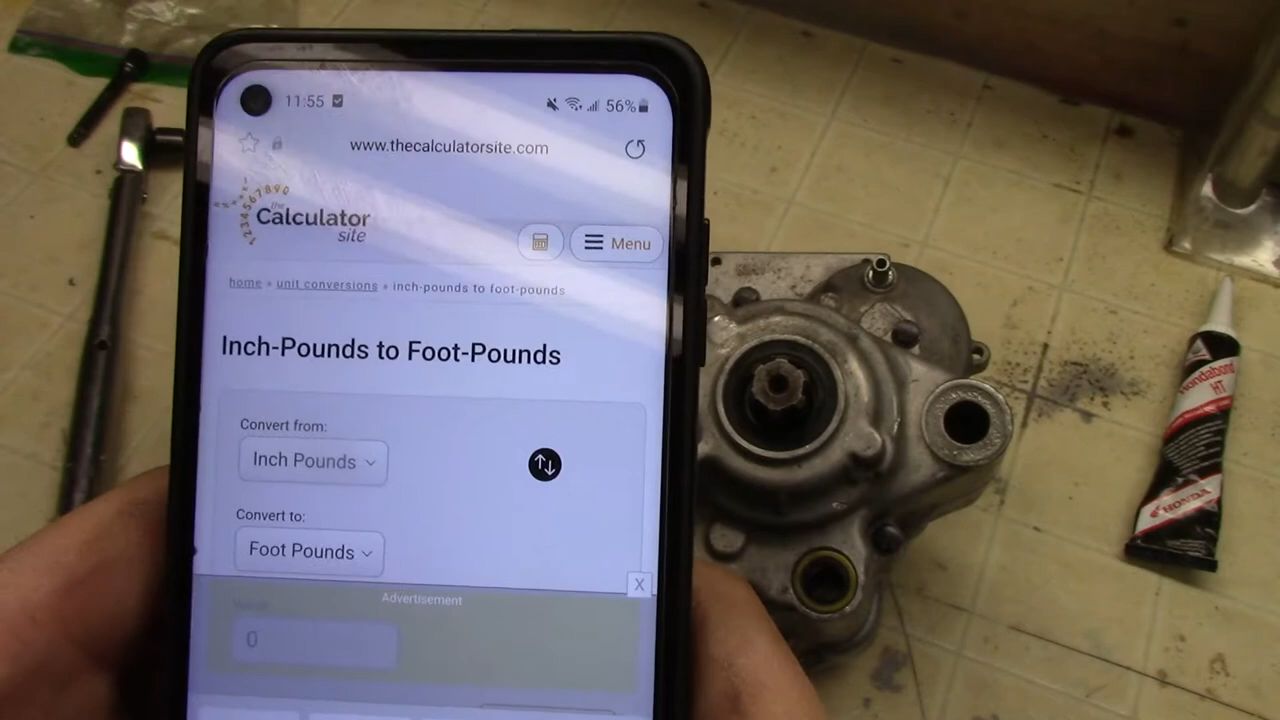 11:55
56%
www.thecalculatorsite.com
1234567890
the
Calculator
site
Menu
home » unit conversions » inch-pounds to foot-pounds
Inch-Pounds to Foot-Pounds
Convert from:
Inch Pounds
Convert to:
Foot Pounds
X
Advertisement
Value:
0
Hondabond
HT
HONDA